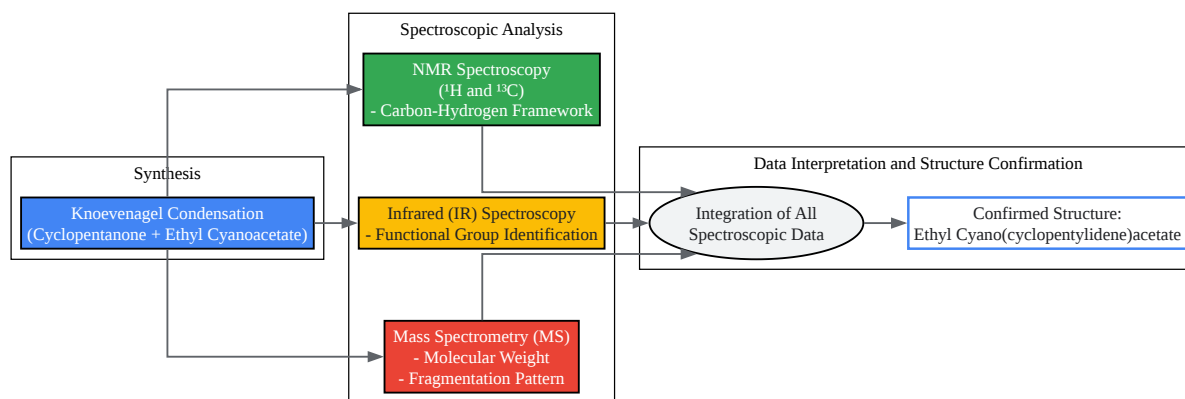 Spectroscopic Analysis
NMR Spectroscopy
(¹H and ¹³C)
- Carbon-Hydrogen Framework
Synthesis
Knoevenagel Condensation
(Cyclopentanone + Ethyl Cyanoacetate)
Infrared (IR) Spectroscopy
- Functional Group Identification
Mass Spectrometry (MS)
- Molecular Weight
- Fragmentation Pattern
Data Interpretation and Structure Confirmation
Integration of All
Spectroscopic Data
Confirmed Structure:
Ethyl Cyano(cyclopentylidene)acetate